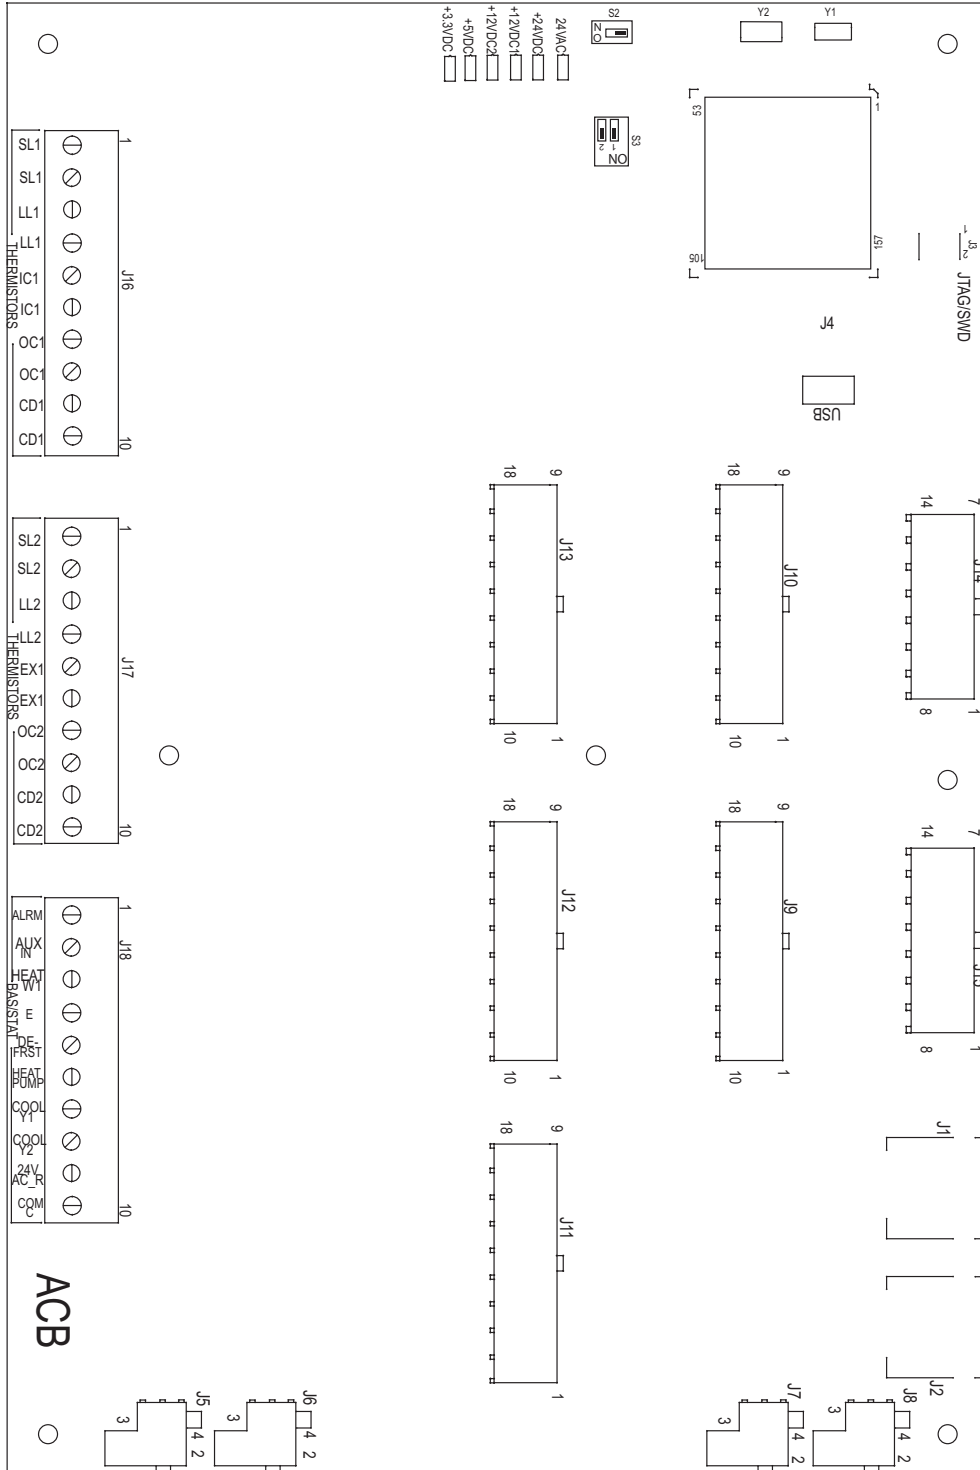 +3.3VDC
+5VDC
+12VDC2
+12VDC1
+24VDC
24VAC
S2
N
O
Y2
Y1
S3
1
2
ON
53
1
105
157
J3
1
2
JTAG/SWD
J4
USB
SL1
SL1
LL1
LL1
IC1
IC1
OC1
OC1
CD1
CD1
THERMISTORS
1
J16
10
SL2
SL2
LL2
LL2
EX1
EX1
OC2
OC2
CD2
CD2
THERMISTORS
1
J17
10
18
9
J13
10
1
18
9
J10
10
1
14
7
J14
8
1
ALRM
AUX
IN
HEAT
W1
E
DE-
FRST
HEAT
PUMP
COOL
Y1
COOL
Y2
24V
AC_R
COM
C
BAS/STAT
1
J18
10
18
9
J12
10
1
18
9
J9
10
1
14
7
J15
8
1
18
9
J11
1
J1
J2
ACB
J5
3
4
2
J6
3
4
2
J7
3
4
2
J8
3
4
2